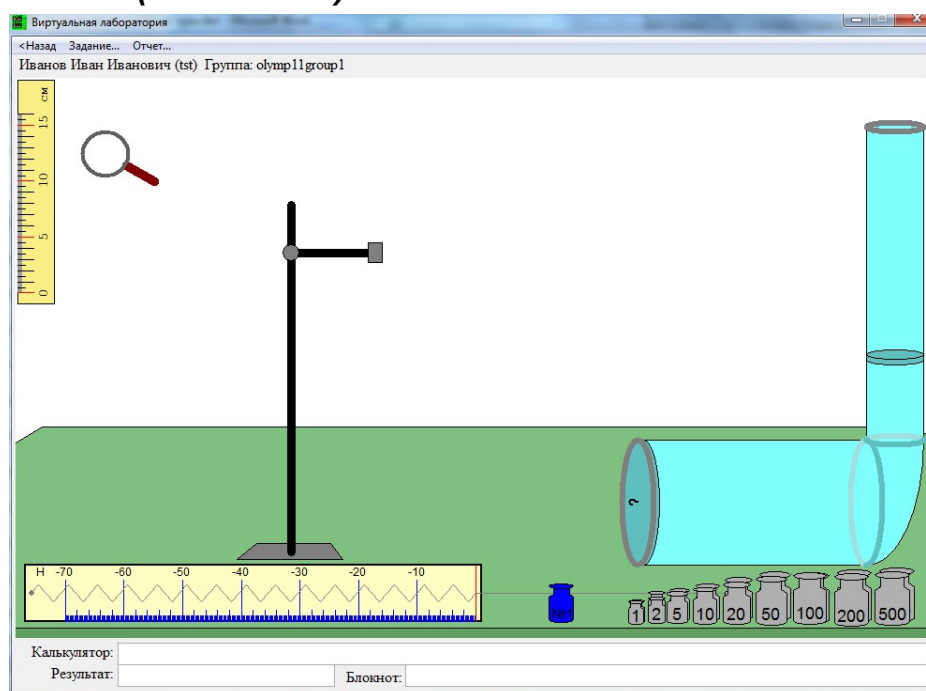 Виртуальная лаборатория
<Назад Задание... Отчет...
Иванов Иван Иванович (tst) Группа: olymp11group1
см
15
10
5
0
?
Н -70 -60 -50 -40 -30 -20 -10
№1
1 2 5 10 20 50 100 200 500
Калькулятор:
Результат: Блокнот: